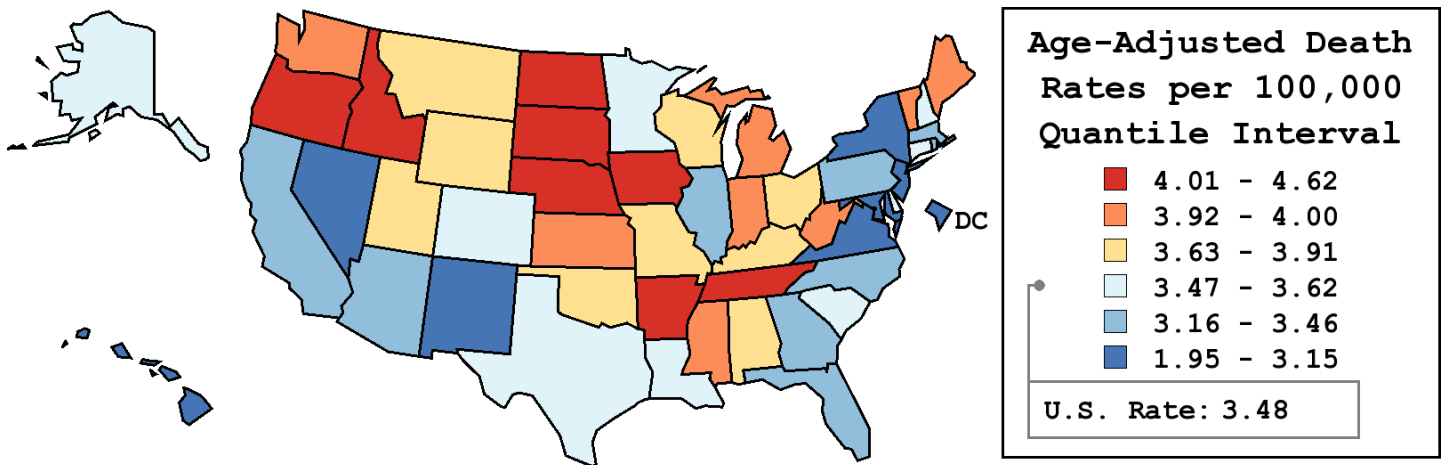 Age-Adjusted Death
Rates per 100,000
Quantile Interval
4.01 - 4.62
3.92 - 4.00
3.63 - 3.91
3.47 - 3.62
3.16 - 3.46
1.95 - 3.15
U.S. Rate: 3.48
DC